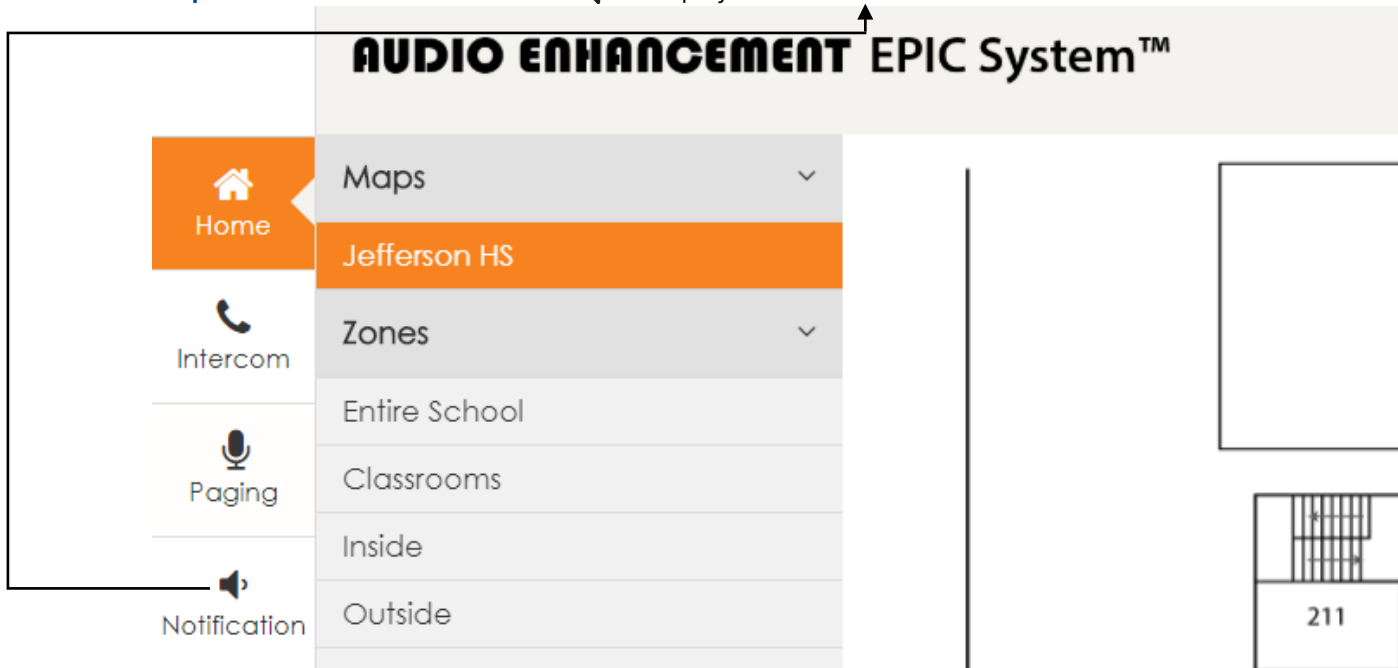 AUDIO ENHANCEMENT EPIC System™
Home
Intercom
Paging
Notification
Maps
Jefferson HS
Zones
Entire School
Classrooms
Inside
Outside
211